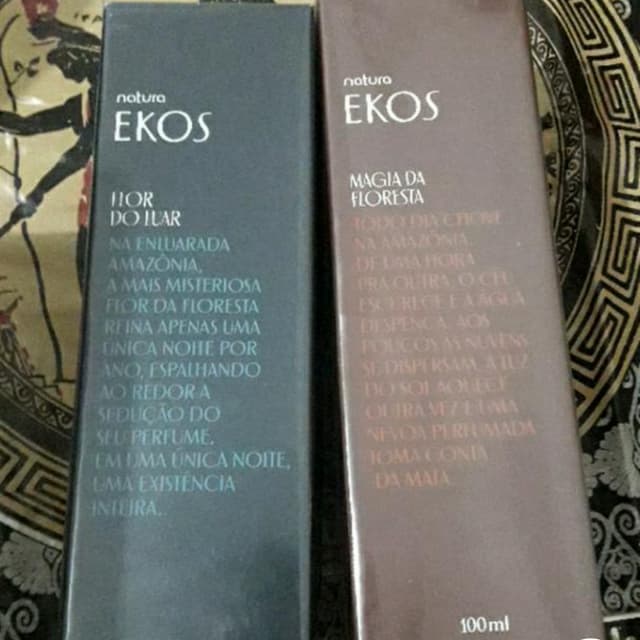 natura
EKOS
FLOR
DO LUAR
NA ENLUARADA
AMAZÔNIA,
A MAIS MISTERIOSA
FLOR DA FLORESTA
REINA APENAS UMA
ÚNICA NOITE POR
ANO, ESPALHANDO
AO REDOR A
SEDUÇÃO DO
SEU PERFUME.
EM UMA ÚNICA NOITE,
UMA EXISTÊNCIA
INTEIRA.
natura
EKOS
MAGIA DA
FLORESTA
TODO DIA CHOVE
NA AMAZÔNIA.
DE UMA HORA
PRA OUTRA, O CÉU
ESCURECE E A ÁGUA
DESPENCA. AOS
POUCOS AS NUVENS
SE DISPERSAM, A LUZ
DO SOL AQUECE
OUTRA VEZ E UMA
NÉVOA PERFUMADA
TOMA CONTA
DA MATA.
100ml